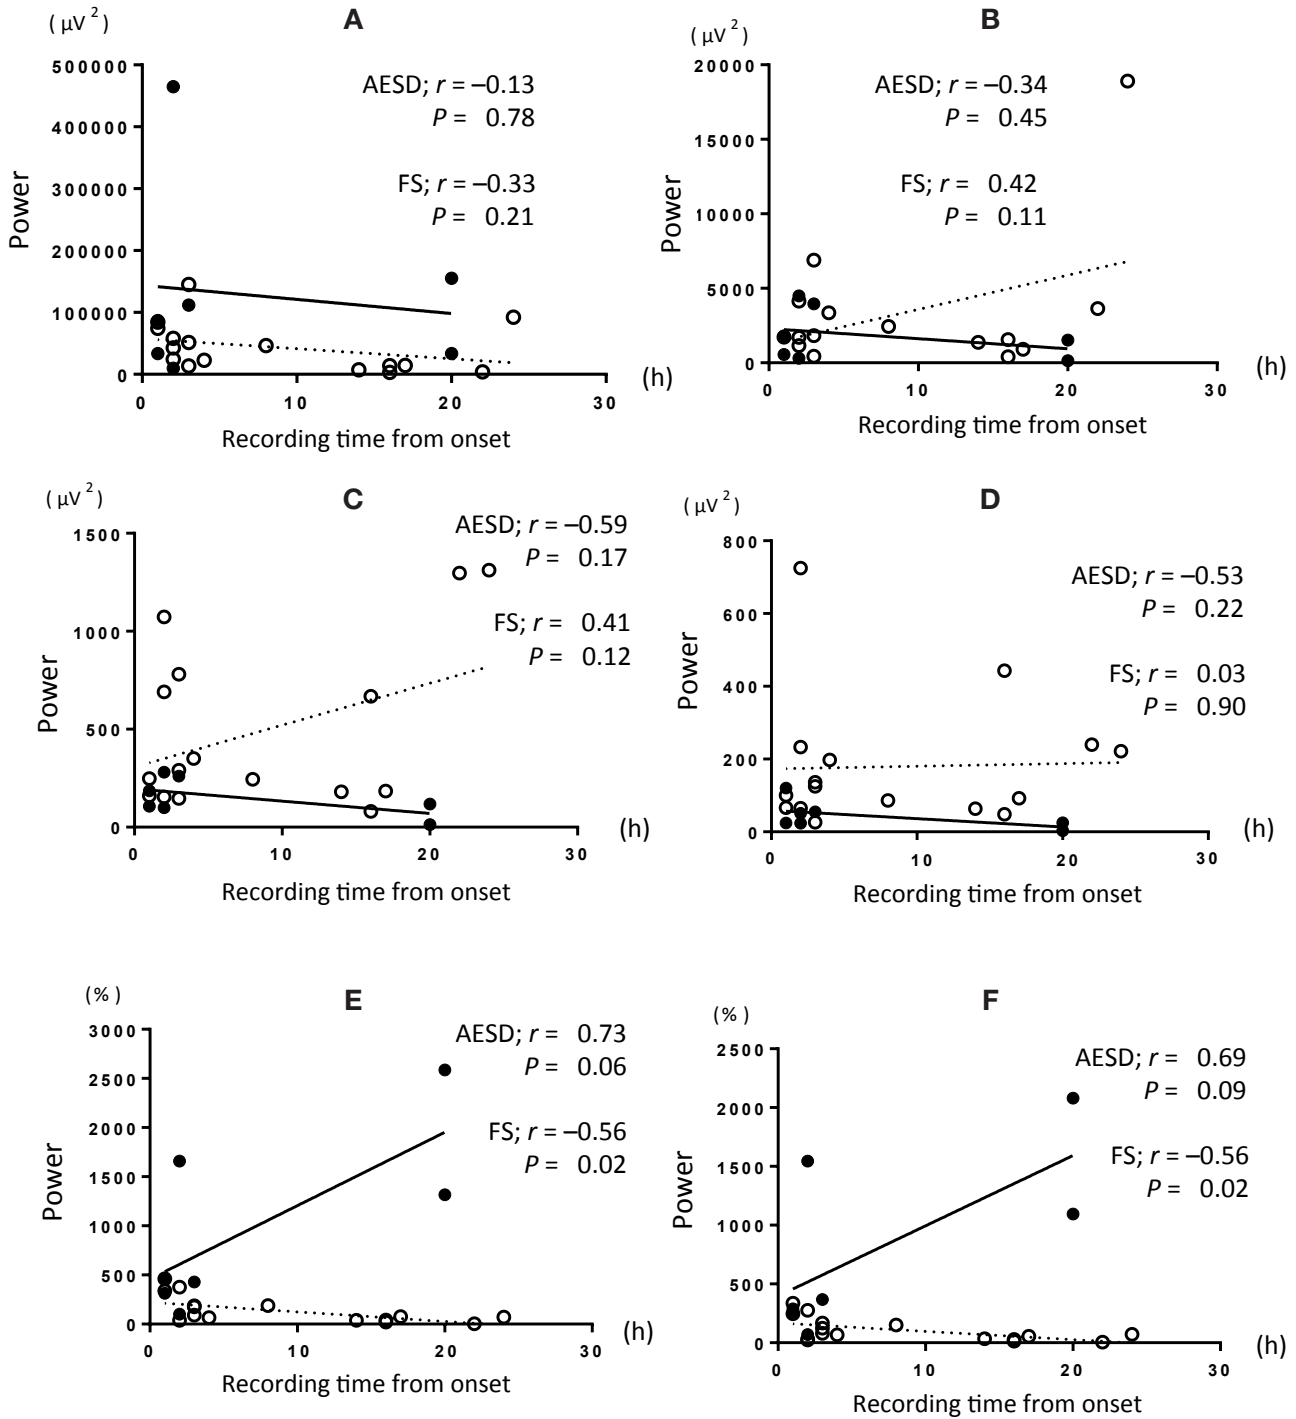 A
(μV²)
500000
400000
300000
200000
100000
0
Power
AESD; r = –0.13
P = 0.78
FS; r = –0.33
P = 0.21
0 10 20 30
(h)
Recording time from onset
B
(μV²)
20000
15000
10000
5000
0
Power
AESD; r = –0.34
P = 0.45
FS; r = 0.42
P = 0.11
0 10 20 30
(h)
Recording time from onset
C
(μV²)
1500
1000
500
0
Power
AESD; r = –0.59
P = 0.17
FS; r = 0.41
P = 0.12
0 10 20 30
(h)
Recording time from onset
D
(μV²)
800
600
400
200
0
Power
AESD; r = –0.53
P = 0.22
FS; r = 0.03
P = 0.90
0 10 20 30
(h)
Recording time from onset
E
(%)
3000
2500
2000
1500
1000
500
0
Power
AESD; r = 0.73
P = 0.06
FS; r = –0.56
P = 0.02
0 10 20 30
(h)
Recording time from onset
F
(%)
2500
2000
1500
1000
500
0
Power
AESD; r = 0.69
P = 0.09
FS; r = –0.56
P = 0.02
0 10 20 30
(h)
Recording time from onset